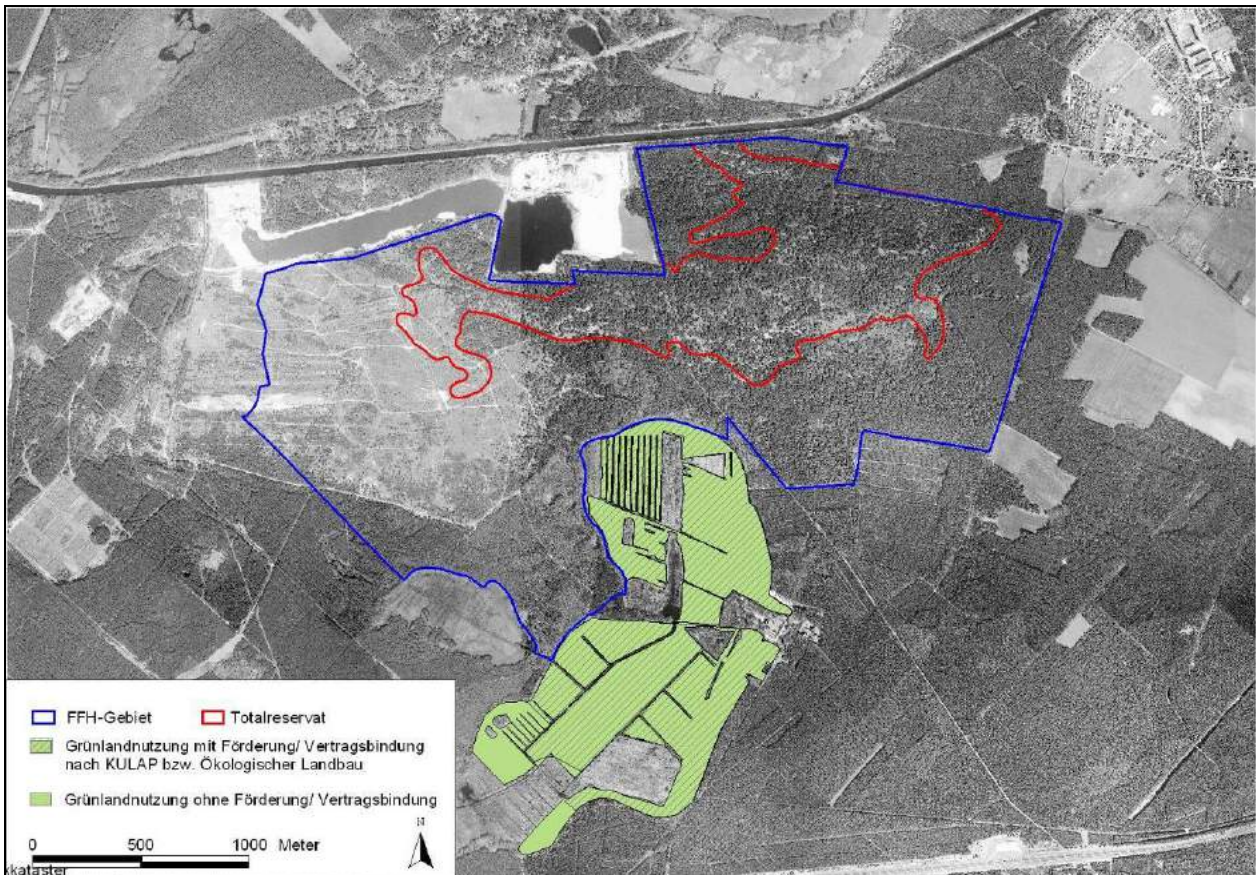 FFH-Gebiet
Totalreservat
Grünlandnutzung mit Förderung/ Vertragsbindung
nach KULAP bzw. Ökologischer Landbau
Grünlandnutzung ohne Förderung/ Vertragsbindung
0 500 1000 Meter
N
kkataster